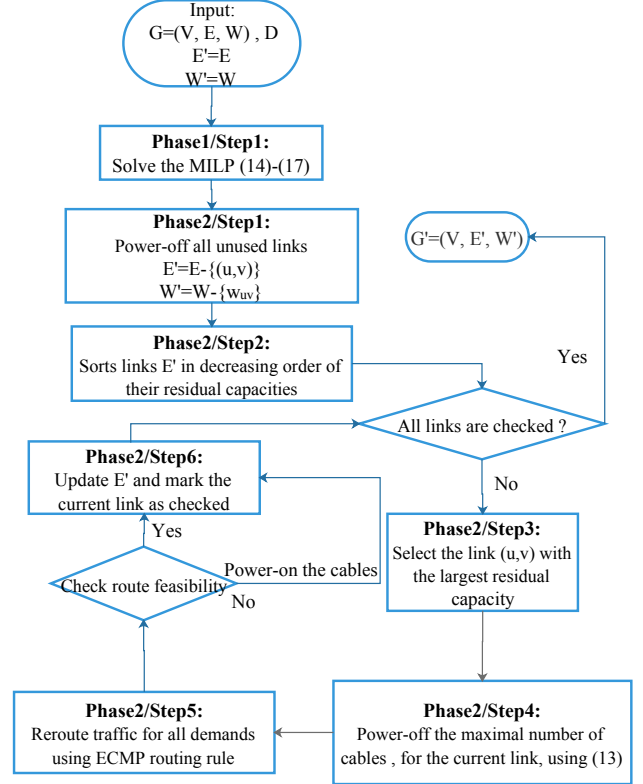 Input:
G=(V, E, W) , D
E'=E
W'=W
Phase1/Step1:
Solve the MILP (14)-(17)
Phase2/Step1:
Power-off all unused links
E'=E-{(u,v)}
W'=W-{wuv}
G'=(V, E', W')
Phase2/Step2:
Sorts links E' in decreasing order of
their residual capacities
Yes
All links are checked ?
No
Phase2/Step6:
Update E' and mark the
current link as checked
Yes
Phase2/Step3:
Select the link (u,v) with
the largest residual
capacity
Check route feasibility
Power-on the cables
No
Phase2/Step5:
Reroute traffic for all demands
using ECMP routing rule
Phase2/Step4:
Power-off the maximal number of
cables , for the current link, using (13)